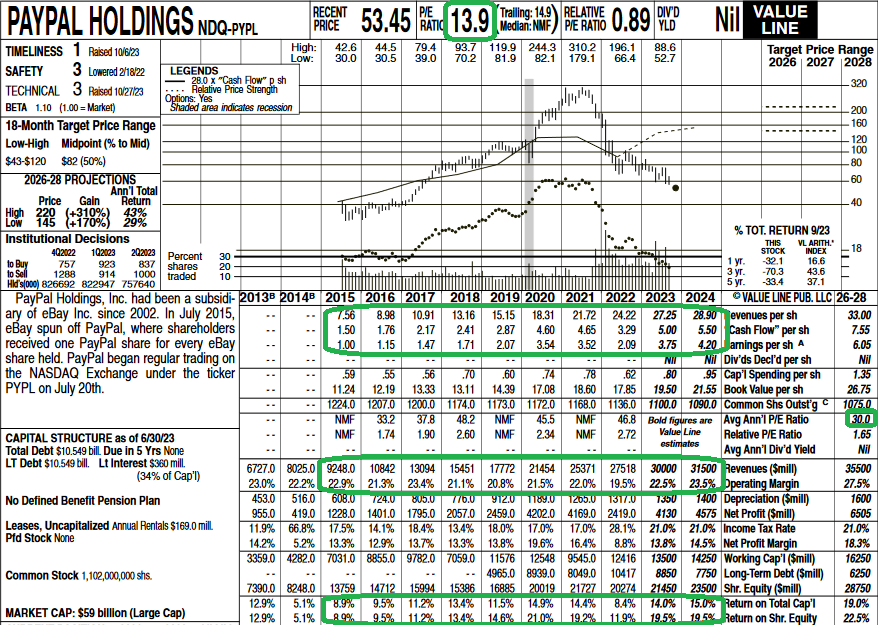 PAYPAL HOLDINGS NDQ-PYPL
RECENT PRICE 53.45 P/E RATIO 13.9 (Trailing: 14.9 Median: NMF) RELATIVE P/E RATIO 0.89 DIV'D YLD Nil VALUE LINE
TIMELINESS 1 Raised 10/6/23
SAFETY 3 Lowered 2/18/22
TECHNICAL 3 Raised 10/27/23
BETA 1.10 (1.00 = Market)
18-Month Target Price Range
Low-High Midpoint (% to Mid)
$43-$120 $82 (50%)
2026-28 PROJECTIONS
Ann'l Total
Price Gain Return
High 220 (+310%) 43%
Low 145 (+170%) 29%
Institutional Decisions
4Q2022 1Q2023 2Q2023
to Buy 757 923 837
to Sell 1288 914 1000
Hld's(000) 826692 822947 757640
High: 42.6 44.5 79.4 93.7 119.9 244.3 310.2 196.1 88.6
Low: 30.0 30.5 39.0 70.2 81.9 82.1 179.1 66.4 52.7
LEGENDS
28.0 x "Cash Flow" p sh
Relative Price Strength
Options: Yes
Shaded area indicates recession
Target Price Range
2026 2027 2028
320
200
160
120
100
80
60
40
18
Percent 30
shares 20
traded 10
% TOT. RETURN 9/23
THIS STOCK VL ARITH.* INDEX
1 yr. -32.1 16.6
3 yr. -70.3 43.6
5 yr. -33.4 37.1
PayPal Holdings, Inc. had been a subsidi-
ary of eBay Inc. since 2002. In July 2015,
eBay spun off PayPal, where shareholders
received one PayPal share for every eBay
share held. PayPal began regular trading on
the NASDAQ Exchange under the ticker
PYPL on July 20th.
CAPITAL STRUCTURE as of 6/30/23
Total Debt $10.549 bill. Due in 5 Yrs None
LT Debt $10.549 bill. Lt Interest $360 mill.
(34% of Cap'l)
No Defined Benefit Pension Plan
Leases, Uncapitalized Annual Rentals $169.0 mill.
Pfd Stock None
Common Stock 1,102,000,000 shs.
MARKET CAP: $59 billion (Large Cap)
2013B 2014B 2015 2016 2017 2018 2019 2020 2021 2022 2023 2024 © VALUE LINE PUB. LLC 26-28
-- -- 7.56 8.98 10.91 13.16 15.15 18.31 21.72 24.22 27.25 28.90 Revenues per sh 33.00
-- -- 1.50 1.76 2.17 2.41 2.87 4.60 4.65 3.29 5.00 5.50 "Cash Flow" per sh 7.55
-- -- 1.00 1.15 1.47 1.71 2.07 3.54 3.52 2.09 3.75 4.20 Earnings per sh A 6.05
-- -- -- -- -- -- -- -- -- -- Nil Nil Div'ds Decl'd per sh Nil
-- -- .59 .55 .56 .70 .60 .74 .78 .62 .80 .95 Cap'l Spending per sh 1.35
-- -- 11.24 12.19 13.33 13.11 14.39 17.08 18.60 17.85 19.50 21.55 Book Value per sh 26.75
-- -- 1224.0 1207.0 1200.0 1174.0 1173.0 1172.0 1168.0 1136.0 1100.0 1090.0 Common Shs Outst'g C 1075.0
-- -- NMF 33.2 37.8 48.2 NMF 45.5 NMF 46.8 Bold figures are Avg Ann'l P/E Ratio 30.0
-- -- NMF 1.74 1.90 2.60 NMF 2.34 NMF 2.72 Value Line Relative P/E Ratio 1.65
-- -- -- -- -- -- -- -- -- -- estimates Avg Ann'l Div'd Yield Nil
6727.0 8025.0 9248.0 10842 13094 15451 17772 21454 25371 27518 30000 31500 Revenues ($mill) 35500
23.0% 22.2% 22.9% 21.3% 23.4% 21.1% 20.8% 21.5% 22.0% 19.5% 22.5% 23.5% Operating Margin 27.5%
453.0 516.0 608.0 724.0 805.0 776.0 912.0 1189.0 1265.0 1317.0 1350 1400 Depreciation ($mill) 1600
955.0 419.0 1228.0 1401.0 1795.0 2057.0 2459.0 4202.0 4169.0 2419.0 4130 4575 Net Profit ($mill) 6505
11.9% 66.8% 17.5% 14.1% 18.4% 13.4% 18.0% 17.0% 17.0% 28.1% 21.0% 21.0% Income Tax Rate 21.0%
14.2% 5.2% 13.3% 12.9% 13.7% 13.3% 13.8% 19.6% 16.4% 8.8% 13.8% 14.5% Net Profit Margin 18.3%
3359.0 4282.0 7031.0 8855.0 9782.0 7059.0 11576 12548 9545.0 12416 13500 14250 Working Cap'l ($mill) 16250
-- -- -- -- -- -- 4965.0 8939.0 8049.0 10417 8850 7750 Long-Term Debt ($mill) 6250
7390.0 8248.0 13759 14712 15994 15386 16885 20019 21727 20274 21450 23500 Shr. Equity ($mill) 28750
12.9% 5.1% 8.9% 9.5% 11.2% 13.4% 11.5% 14.9% 14.4% 8.4% 14.0% 15.0% Return on Total Cap'l 19.0%
12.9% 5.1% 8.9% 9.5% 11.2% 13.4% 14.6% 21.0% 19.2% 11.9% 19.5% 19.5% Return on Shr. Equity 22.5%